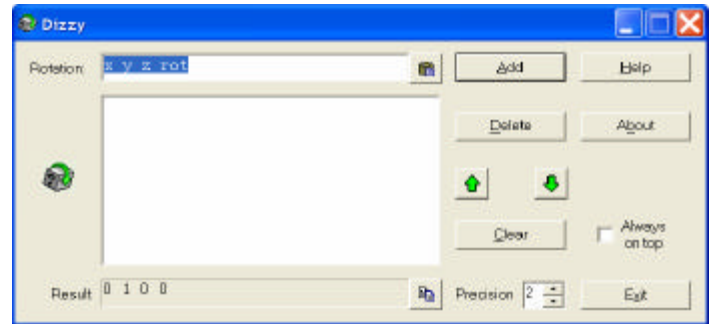 Dizzy
Rotation: x y z rot Add Help
Delete About
Clear Always
on top
Result 0 1 0 0 Precision 2 Exit